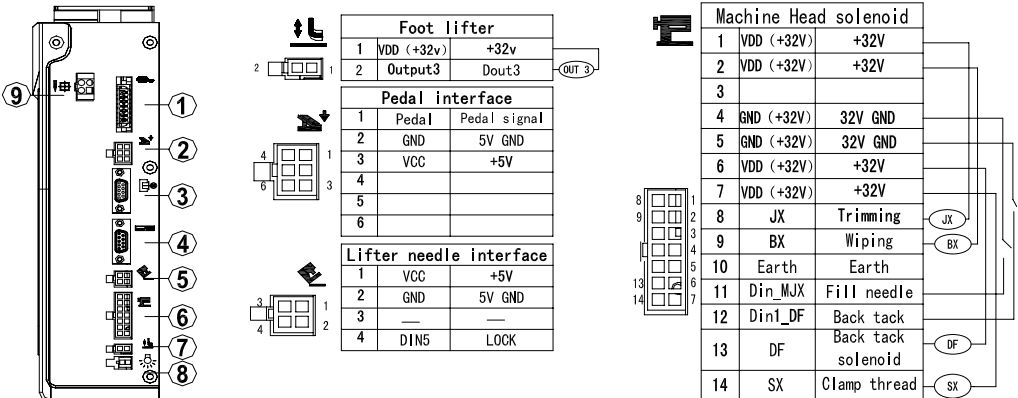 9
1
2
3
4
5
6
7
8
Foot lifter
1 VDD (+32v) +32v
2 Output3 Dout3
OUT 3
2 1
Pedal interface
1 Pedal Pedal signal
2 GND 5V GND
3 VCC +5V
4
5
6
4 1
6 3
Lifter needle interface
1 VCC +5V
2 GND 5V GND
3 —— ——
4 DIN5 LOCK
3 1
4 2
Machine Head solenoid
1 VDD (+32V) +32V
2 VDD (+32V) +32V
3
4 GND (+32V) 32V GND
5 GND (+32V) 32V GND
6 VDD (+32V) +32V
7 VDD (+32V) +32V
8 JX Trimming JX
9 BX Wiping BX
10 Earth Earth
11 Din_MJX Fill needle
12 Din1_DF Back tack
13 DF Back tack
solenoid DF
14 SX Clamp thread SX
8 1
9 2
3
4
5
13 6
14 7